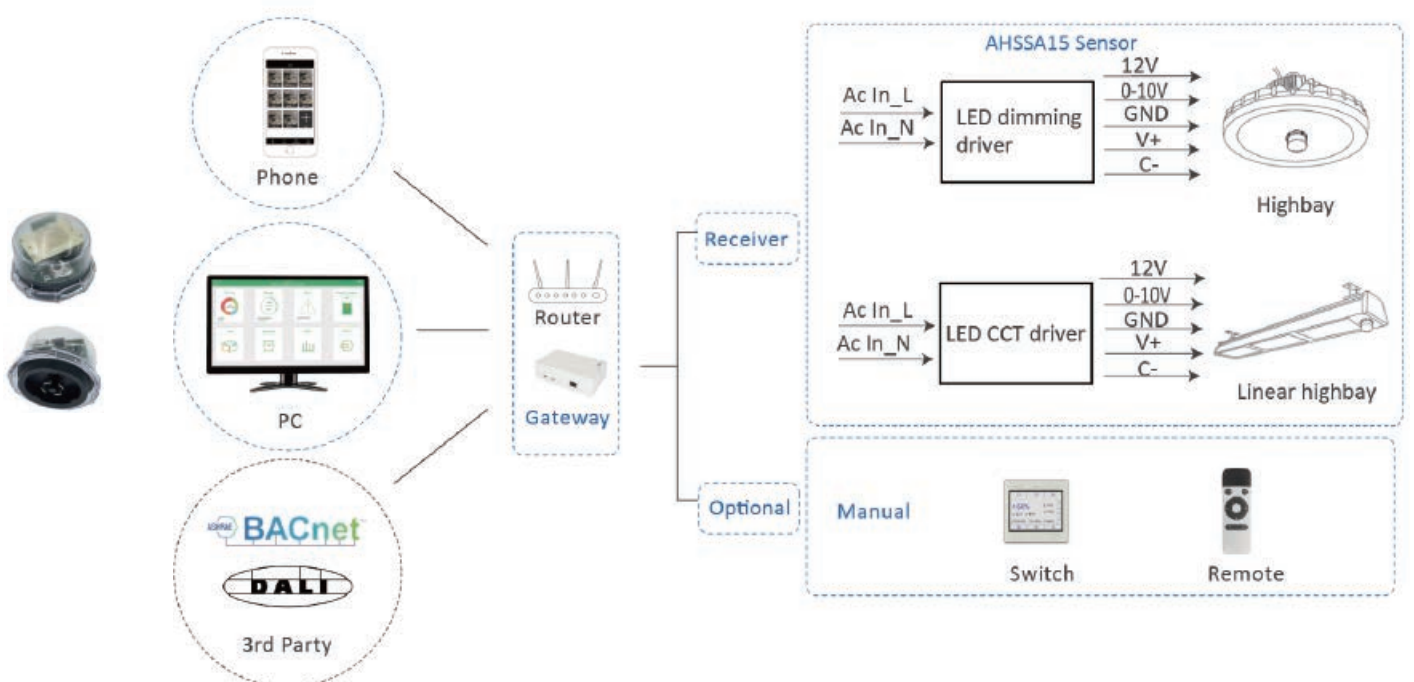 Phone
PC
ASHRAE BACnet™
DALI
3rd Party
Router
Gateway
Receiver
Optional
AHSSA15 Sensor
Ac In_L
Ac In_N
LED dimming
driver
12V
0-10V
GND
V+
C-
Highbay
Ac In_L
Ac In_N
LED CCT driver
12V
0-10V
GND
V+
C-
Linear highbay
Manual
Switch
Remote